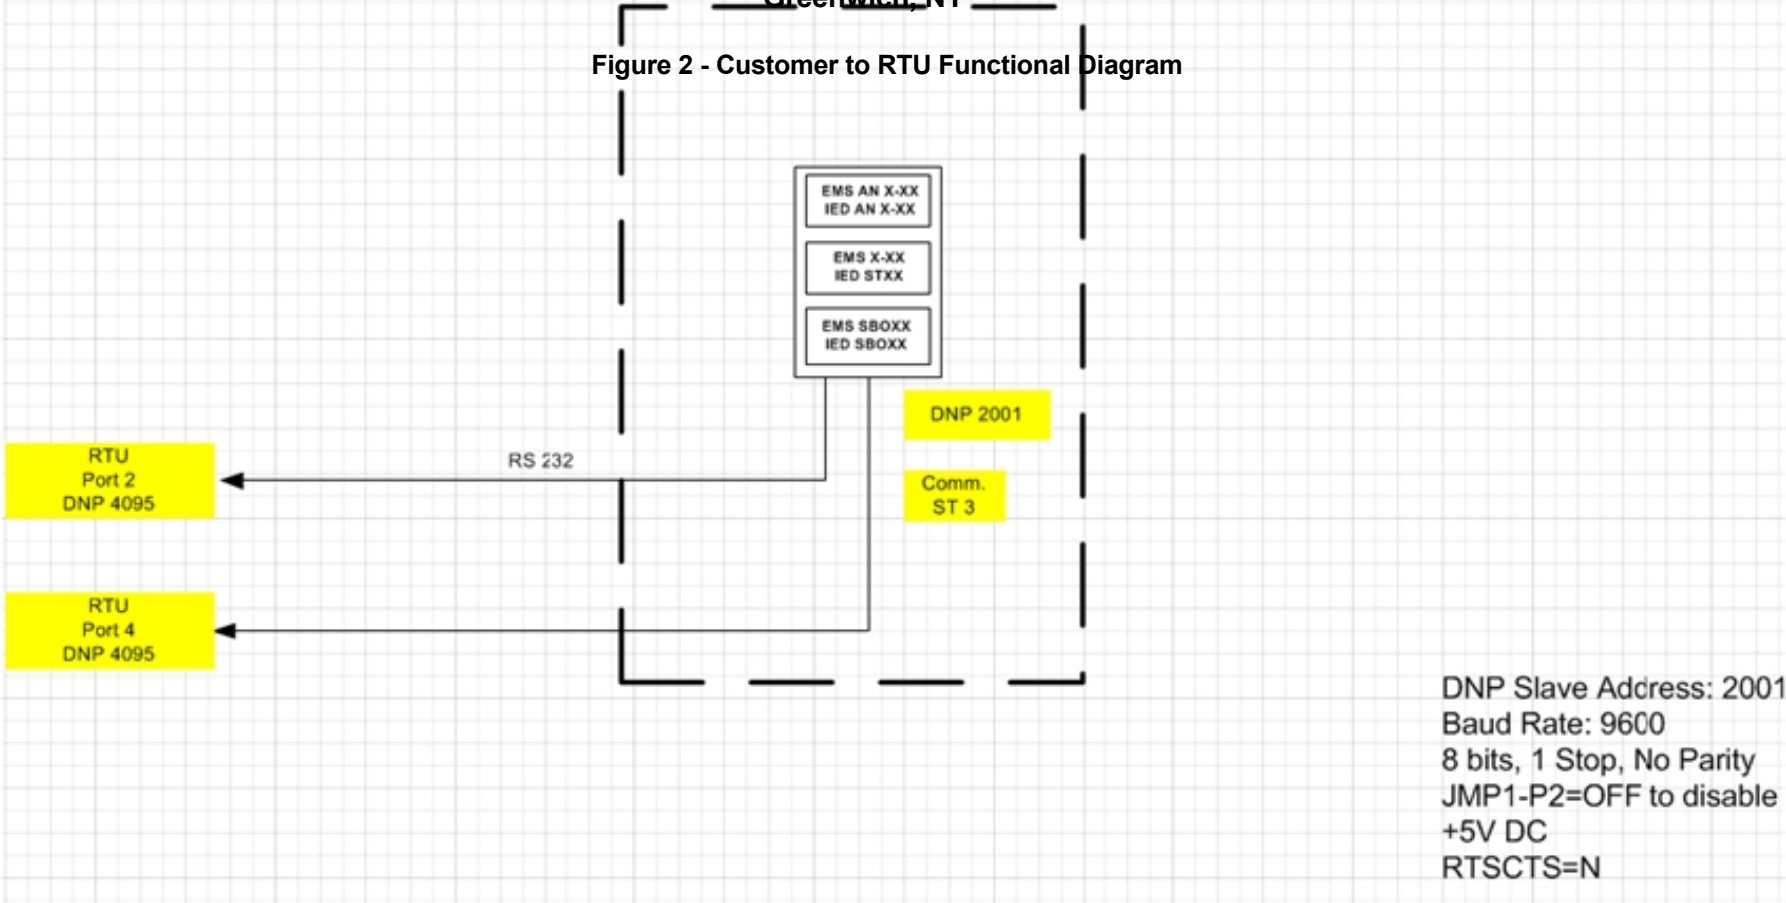 Greenwich, NY
Figure 2 - Customer to RTU Functional Diagram
EMS AN X-XX
IED AN X-XX
EMS X-XX
IED STXX
EMS SBOXX
IED SBOXX
DNP 2001
Comm.
ST 3
RS 232
RTU
Port 2
DNP 4095
RTU
Port 4
DNP 4095
DNP Slave Address: 2001
Baud Rate: 9600
8 bits, 1 Stop, No Parity
JMP1-P2=OFF to disable
+5V DC
RTSCTS=N